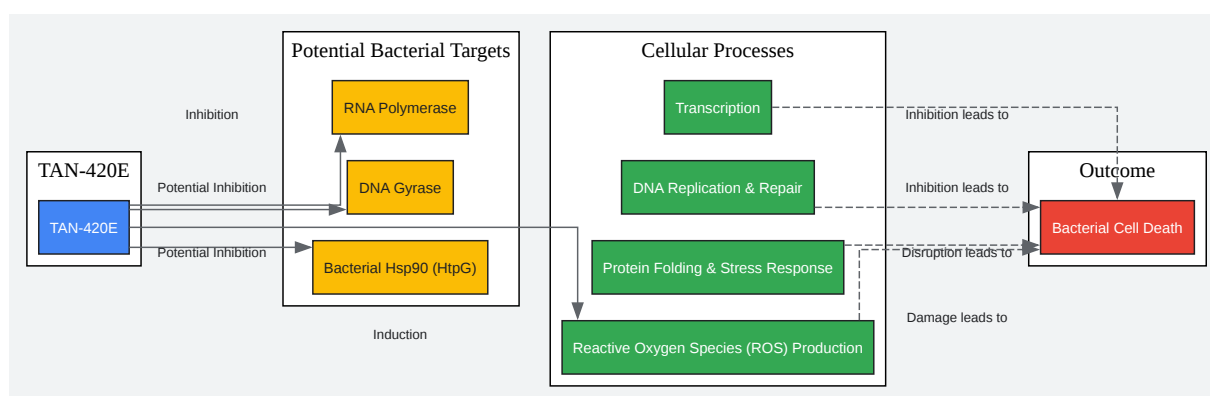 Potential Bacterial Targets
Cellular Processes
RNA Polymerase
Transcription
Inhibition
Inhibition leads to
TAN-420E
Outcome
Potential Inhibition
DNA Gyrase
DNA Replication & Repair
Inhibition leads to
TAN-420E
Bacterial Cell Death
Potential Inhibition
Bacterial Hsp90 (HtpG)
Protein Folding & Stress Response
Disruption leads to
Induction
Reactive Oxygen Species (ROS) Production
Damage leads to